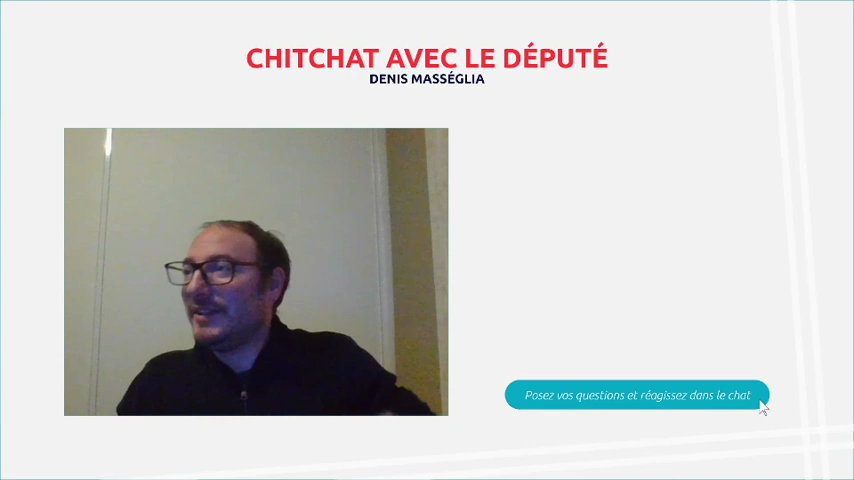 CHITCHAT AVEC LE DÉPUTÉ
DENIS MASSÉGLIA
Posez vos questions et réagissez dans le chat